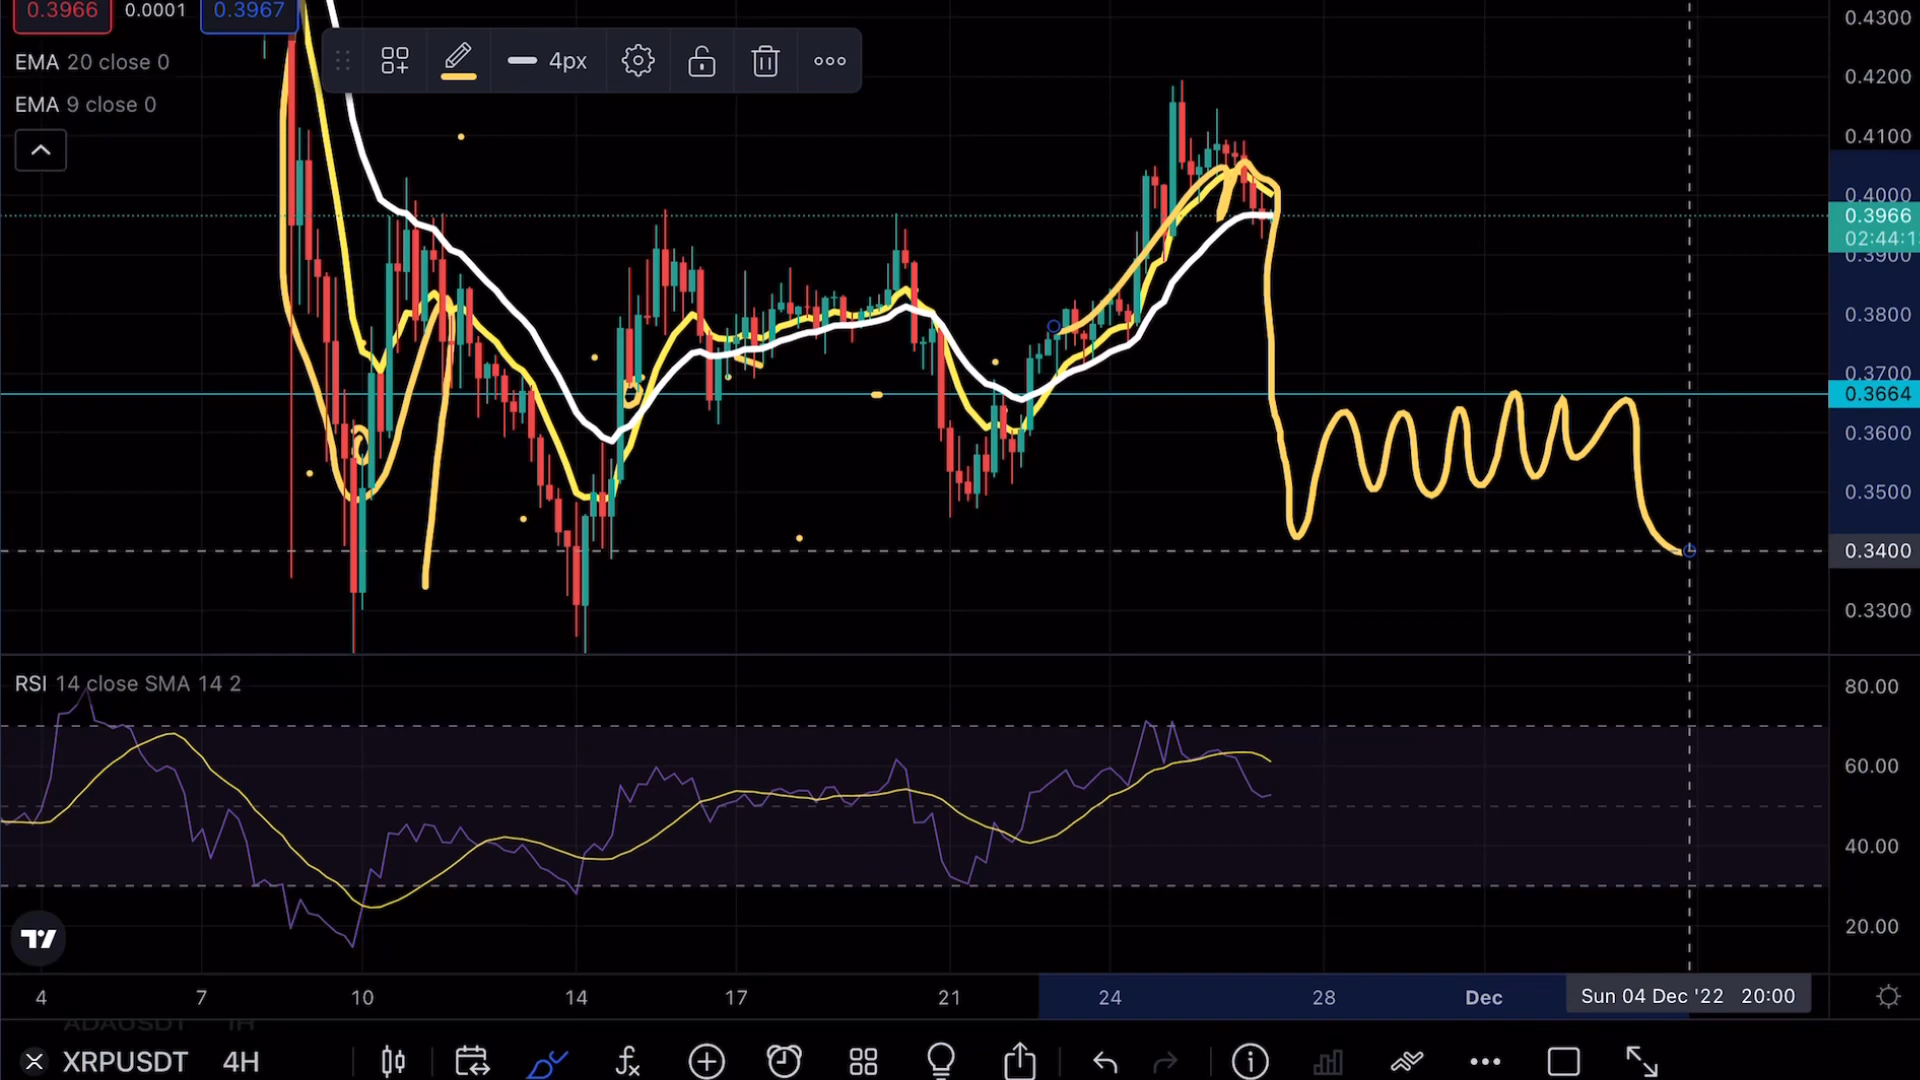 0.3966 0.0001 0.3967
EMA 20 close 0
EMA 9 close 0
4px
0.4300
0.4200
0.4100
0.4000
0.3966
02:44:1
0.3900
0.3800
0.3700
0.3664
0.3600
0.3500
0.3400
0.3300
RSI 14 close SMA 14 2
80.00
60.00
40.00
20.00
4 7 10 14 17 21 24 28 Dec Sun 04 Dec '22 20:00
ADAUSDT 1H
XRPUSDT 4H